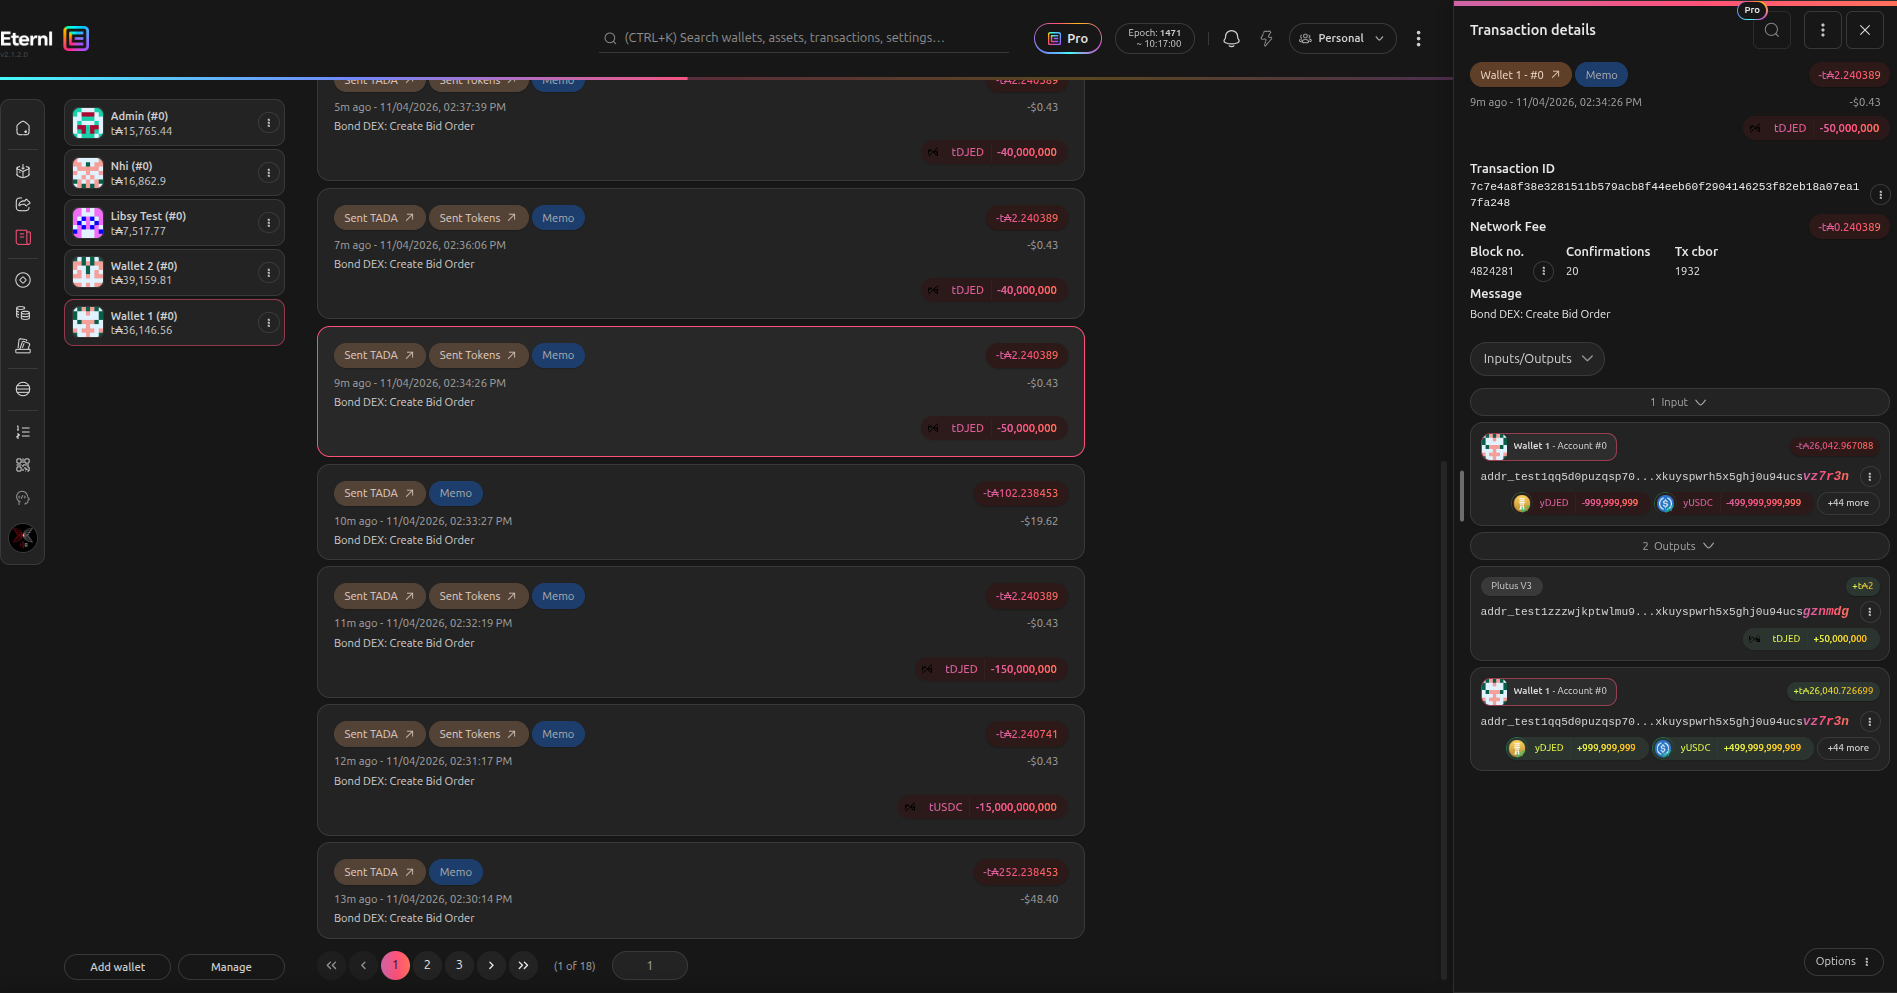 Eternl
v2.1.2.0
(CTRL+K) Search wallets, assets, transactions, settings...
Pro
Epoch: 1471
~ 10:17:00
Personal
Admin (#0)
t₳15,765.44
Nhi (#0)
t₳16,862.9
Libsy Test (#0)
t₳7,517.77
Wallet 2 (#0)
t₳39,159.81
Wallet 1 (#0)
t₳36,146.56
Add wallet
Manage
Sent TADA Sent Tokens Memo -t₳2.240389
5m ago - 11/04/2026, 02:37:39 PM -$0.43
Bond DEX: Create Bid Order
tDJED -40,000,000
Sent TADA Sent Tokens Memo -t₳2.240389
7m ago - 11/04/2026, 02:36:06 PM -$0.43
Bond DEX: Create Bid Order
tDJED -40,000,000
Sent TADA Sent Tokens Memo -t₳2.240389
9m ago - 11/04/2026, 02:34:26 PM -$0.43
Bond DEX: Create Bid Order
tDJED -50,000,000
Sent TADA Memo -t₳102.238453
10m ago - 11/04/2026, 02:33:27 PM -$19.62
Bond DEX: Create Bid Order
Sent TADA Sent Tokens Memo -t₳2.240389
11m ago - 11/04/2026, 02:32:19 PM -$0.43
Bond DEX: Create Bid Order
tDJED -150,000,000
Sent TADA Sent Tokens Memo -t₳2.240741
12m ago - 11/04/2026, 02:31:17 PM -$0.43
Bond DEX: Create Bid Order
tUSDC -15,000,000,000
Sent TADA Memo -t₳252.238453
13m ago - 11/04/2026, 02:30:14 PM -$48.40
Bond DEX: Create Bid Order
1 2 3 (1 of 18) 1
Pro
Transaction details
Wallet 1 - #0 Memo -t₳2.240389
9m ago - 11/04/2026, 02:34:26 PM -$0.43
tDJED -50,000,000
Transaction ID
7c7e4a8f38e3281511b579acb8f44eeb60f2904146253f82eb18a07ea1
7fa248
Network Fee -t₳0.240389
Block no. Confirmations Tx cbor
4824281 20 1932
Message
Bond DEX: Create Bid Order
Inputs/Outputs
1 Input
Wallet 1 - Account #0 -t₳26,042.967088
addr_test1qq5d0puzqsp70...xkuyspwrh5x5ghj0u94ucsvz7r3n
yDJED -999,999,999 yUSDC -499,999,999,999 +44 more
2 Outputs
Plutus V3 +t₳2
addr_test1zzzwjkptwlmu9...xkuyspwrh5x5ghj0u94ucsgznmdg
tDJED +50,000,000
Wallet 1 - Account #0 +t₳26,040.726699
addr_test1qq5d0puzqsp70...xkuyspwrh5x5ghj0u94ucsvz7r3n
yDJED +999,999,999 yUSDC +499,999,999,999 +44 more
Options